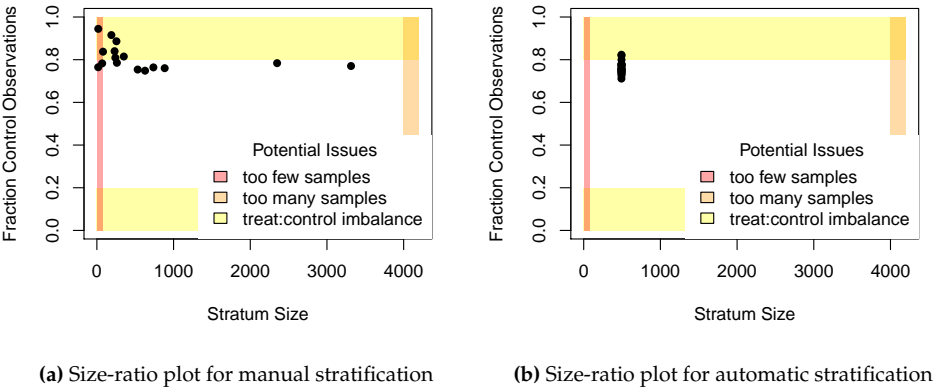 Fraction Control Observations
1.0
0.8
0.6
0.4
0.2
0.0
Potential Issues
too few samples
too many samples
treat:control imbalance
0 1000 2000 3000 4000
Stratum Size
(a) Size-ratio plot for manual stratification
Fraction Control Observations
1.0
0.8
0.6
0.4
0.2
0.0
Potential Issues
too few samples
too many samples
treat:control imbalance
0 1000 2000 3000 4000
Stratum Size
(b) Size-ratio plot for automatic stratification